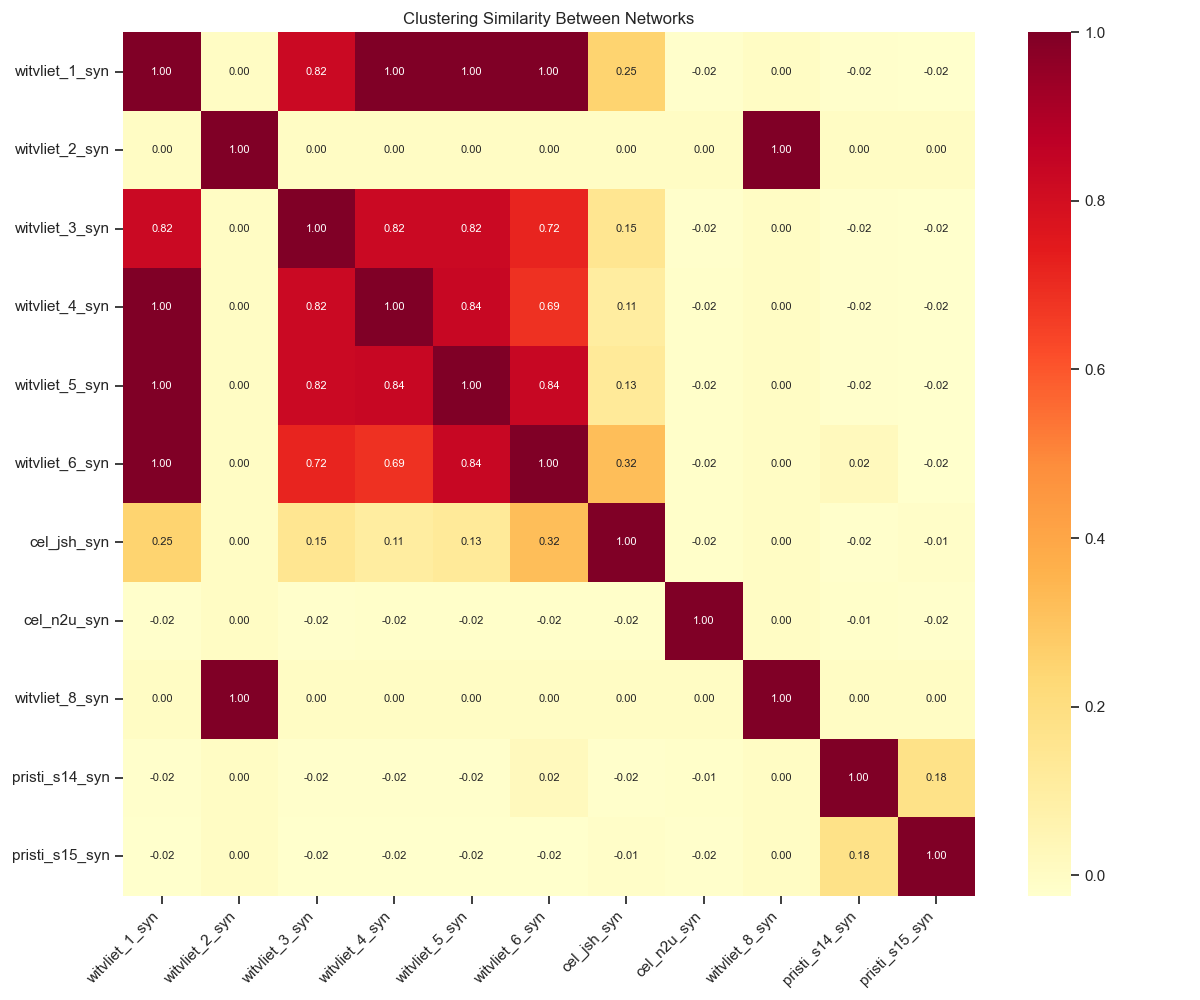 Clustering Similarity Between Networks
witvliet_1_syn 1.00 0.00 0.82 1.00 1.00 1.00 0.25 -0.02 0.00 -0.02 -0.02
witvliet_2_syn 0.00 1.00 0.00 0.00 0.00 0.00 0.00 0.00 1.00 0.00 0.00
witvliet_3_syn 0.82 0.00 1.00 0.82 0.82 0.72 0.15 -0.02 0.00 -0.02 -0.02
witvliet_4_syn 1.00 0.00 0.82 1.00 0.84 0.69 0.11 -0.02 0.00 -0.02 -0.02
witvliet_5_syn 1.00 0.00 0.82 0.84 1.00 0.84 0.13 -0.02 0.00 -0.02 -0.02
witvliet_6_syn 1.00 0.00 0.72 0.69 0.84 1.00 0.32 -0.02 0.00 0.02 -0.02
cel_jsh_syn 0.25 0.00 0.15 0.11 0.13 0.32 1.00 -0.02 0.00 -0.02 -0.01
cel_n2u_syn -0.02 0.00 -0.02 -0.02 -0.02 -0.02 -0.02 1.00 0.00 -0.01 -0.02
witvliet_8_syn 0.00 1.00 0.00 0.00 0.00 0.00 0.00 0.00 1.00 0.00 0.00
pristi_s14_syn -0.02 0.00 -0.02 -0.02 -0.02 0.02 -0.02 -0.01 0.00 1.00 0.18
pristi_s15_syn -0.02 0.00 -0.02 -0.02 -0.02 -0.02 -0.01 -0.02 0.00 0.18 1.00
witvliet_1_syn
witvliet_2_syn
witvliet_3_syn
witvliet_4_syn
witvliet_5_syn
witvliet_6_syn
cel_jsh_syn
cel_n2u_syn
witvliet_8_syn
pristi_s14_syn
pristi_s15_syn
1.0
0.8
0.6
0.4
0.2
0.0